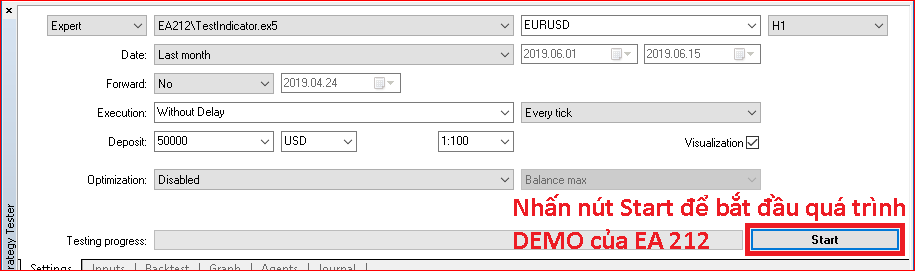 ×
Expert EA212\TestIndicator.ex5 EURUSD H1
Date: Last month 2019.06.01 2019.06.15
Forward: No 2019.04.24
Execution: Without Delay Every tick
Deposit: 50000 USD 1:100 Visualization
Optimization: Disabled Balance max
Nhấn nút Start để bắt đầu quá trình
DEMO của EA 212
Testing progress: Start
rategy Tester
Settings Inputs Backtest Graph Agents Journal